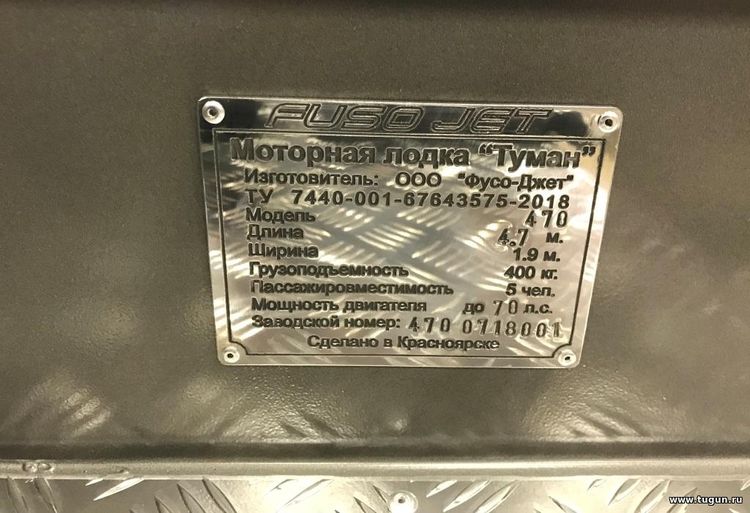 FUSO JET
Моторная лодка "Туман"
Изготовитель: ООО "Фусо-Джет"
ТУ 7440-001-67643575-2018
Модель 470
Длина 4.7 м.
Ширина 1.9 м.
Грузоподъемность 400 кг.
Пассажировместимость 5 чел.
Мощность двигателя до 70 л.с.
Заводской номер: 470 0718001
Сделано в Красноярске
www.tugun.ru